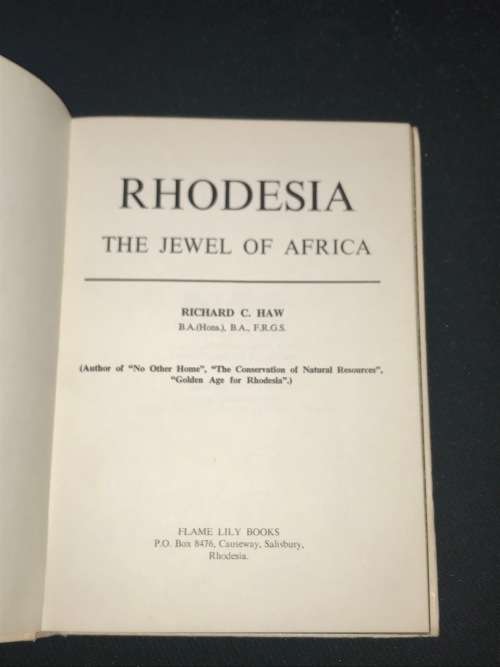 RHODESIA
THE JEWEL OF AFRICA
RICHARD C. HAW
B.A.(Hons.), B.A., F.R.G.S.
(Author of “No Other Home”, “The Conservation of Natural Resources”,
“Golden Age for Rhodesia”.)
FLAME LILY BOOKS
P.O. Box 8476, Causeway, Salisbury,
Rhodesia.